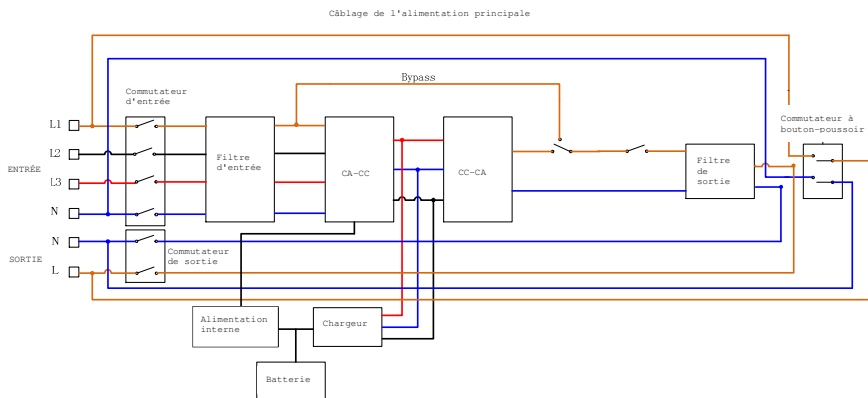 Câblage de l'alimentation principale
Bypass
Commutateur
d'entrée
Commutateur à
bouton-poussoir
L1
L2
ENTRÉE
L3
N
Filtre
d'entrée
CA-CC
CC-CA
Filtre
de
sortie
N
SORTIE
L
Commutateur
de sortie
Alimentation
interne
Chargeur
Batterie